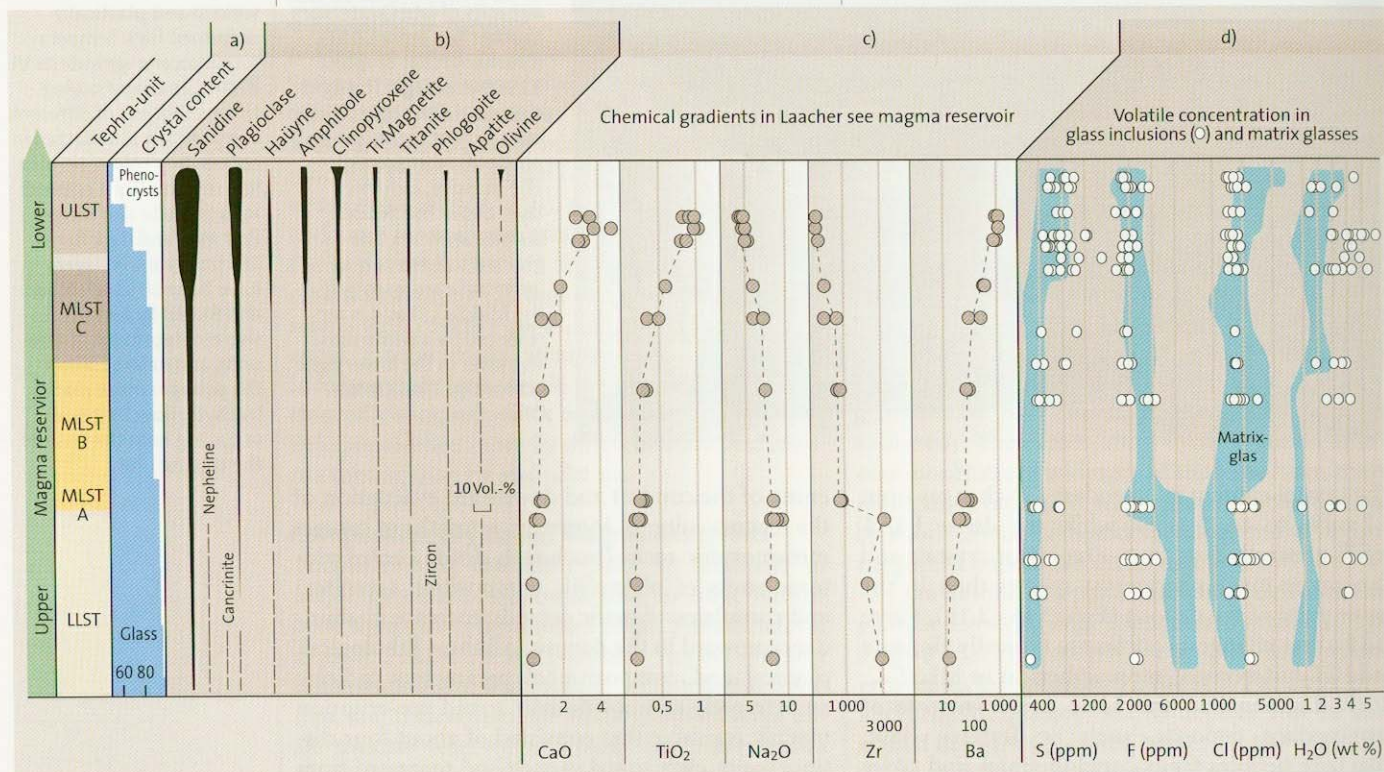 a)
b)
c)
d)
Tephra-unit
Crystal content
Sanidine
Plagioclase
Haüyne
Amphibole
Clinopyroxene
Ti-Magnetite
Titanite
Phlogopite
Apatite
Olivine
Chemical gradients in Laacher see magma reservoir
Volatile concentration in
glass inclusions (O) and matrix glasses
Lower
Magma reservior
Upper
ULST
MLST
C
MLST
B
MLST
A
LLST
Pheno-
crysts
Glass
60 80
Nepheline
Cancrinite
Zircon
10 Vol.-%
Matrix-
glas
2 4
0,5 1
5 10
1000
3000
10 1000
100
400 1200
2000 6000
1000 5000
1 2 3 4 5
CaO
TiO₂
Na₂O
Zr
Ba
S (ppm)
F (ppm)
Cl (ppm)
H₂O (wt %)